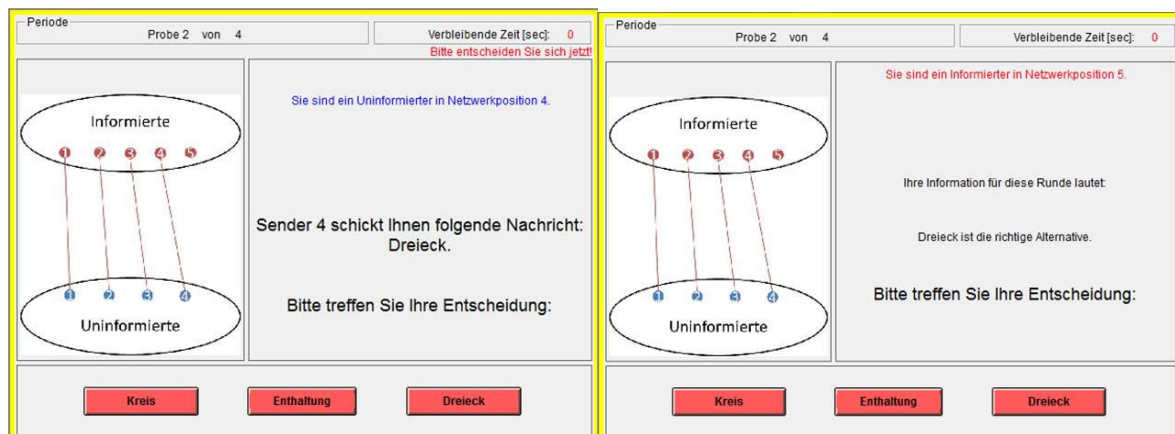 Periode
Probe 2 von 4
Verbleibende Zeit [sec]: 0
Bitte entscheiden Sie sich jetzt!
Informierte
1 2 3 4 5
1 2 3 4
Uninformierte
Sie sind ein Uninformierter in Netzwerkposition 4.
Sender 4 schickt Ihnen folgende Nachricht:
Dreieck.
Bitte treffen Sie Ihre Entscheidung:
Kreis
Enthaltung
Dreieck
Periode
Probe 2 von 4
Verbleibende Zeit [sec]: 0
Informierte
1 2 3 4 5
1 2 3 4
Uninformierte
Sie sind ein Informierter in Netzwerkposition 5.
Ihre Information für diese Runde lautet:
Dreieck ist die richtige Alternative.
Bitte treffen Sie Ihre Entscheidung:
Kreis
Enthaltung
Dreieck